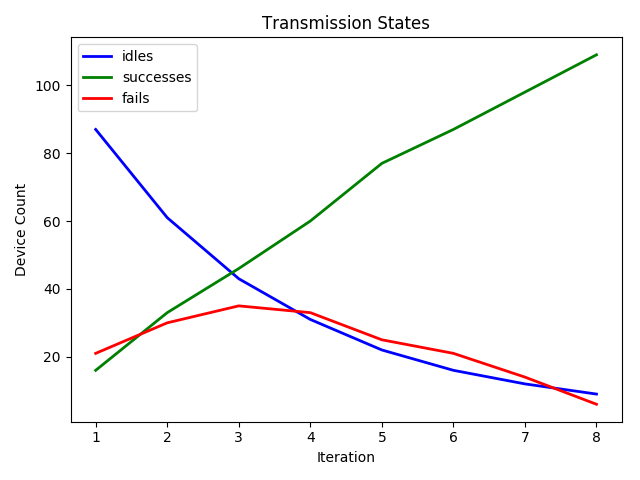 Transmission States
idles
successes
fails
100
80
60
40
20
Device Count
1 2 3 4 5 6 7 8
Iteration